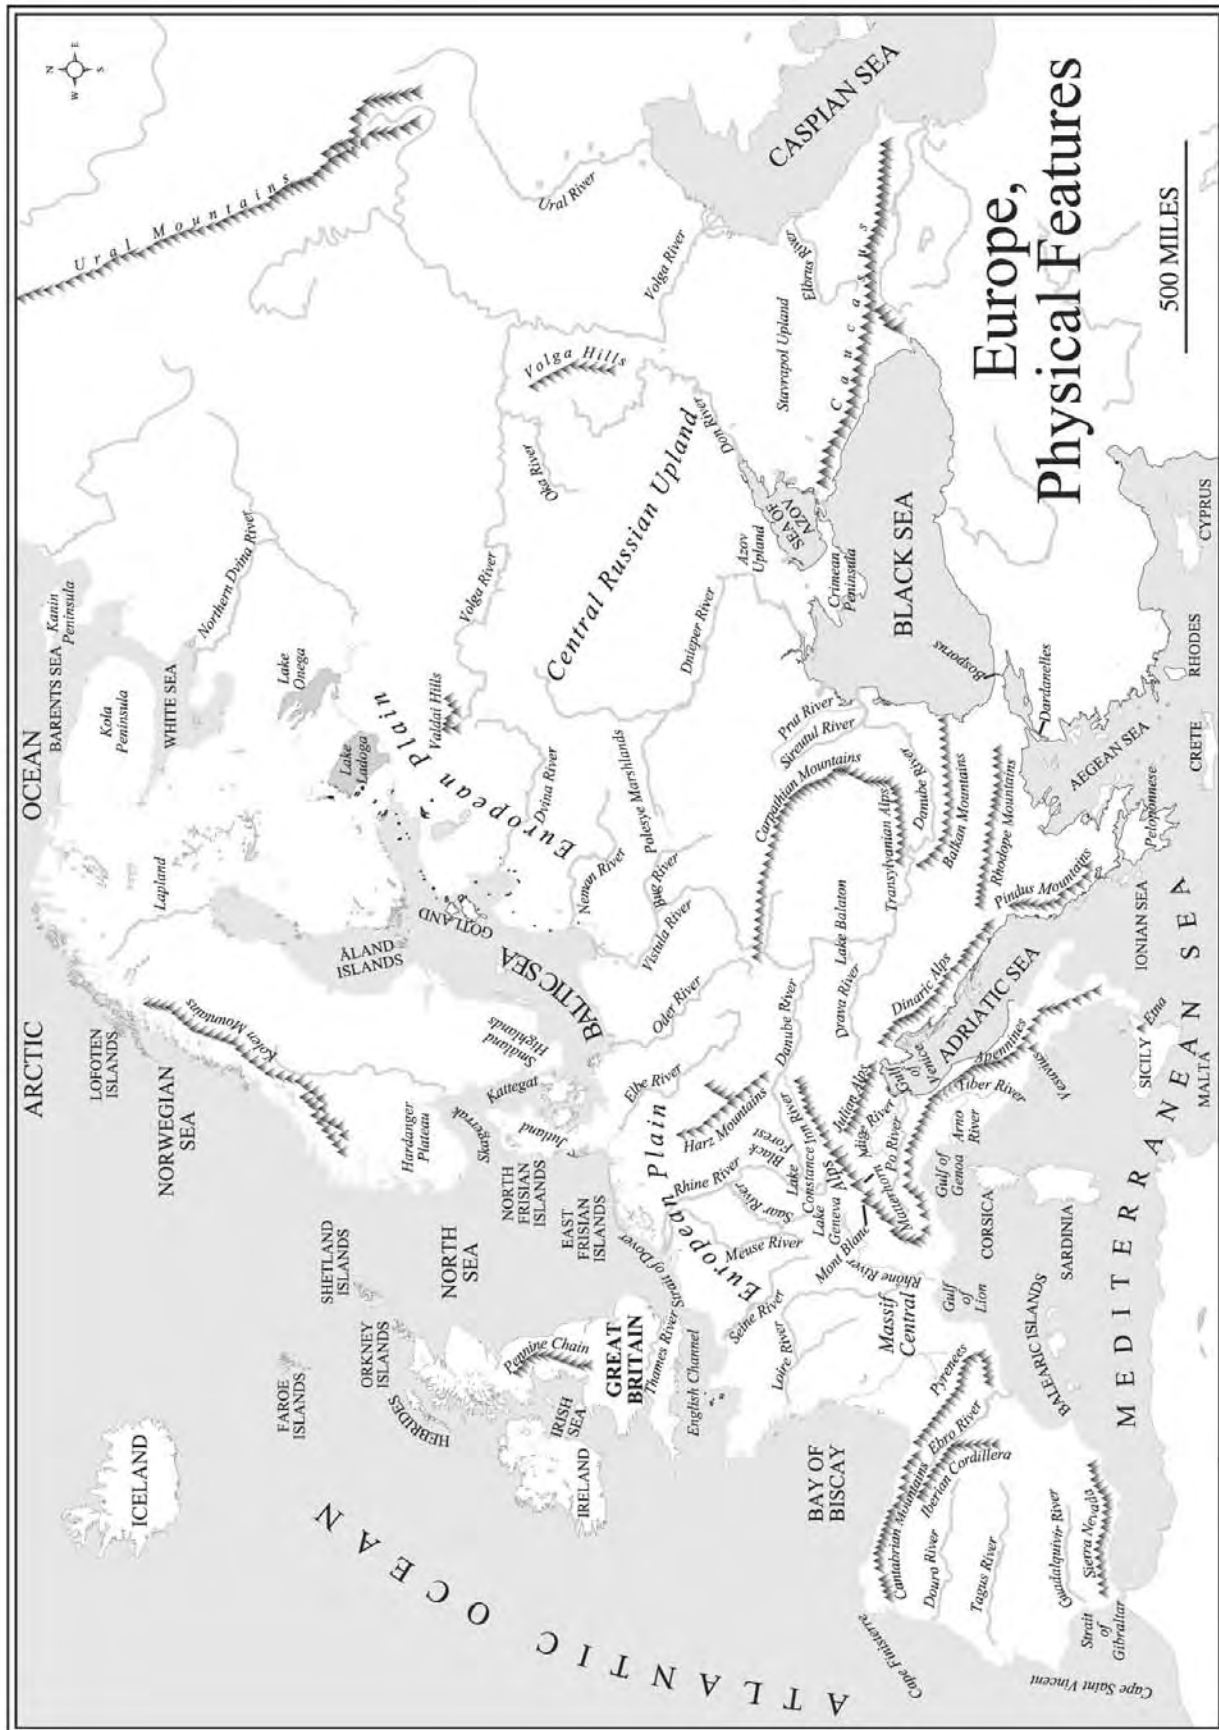 Europe,
Physical Features
500 MILES
N
E
S
W
ARCTIC OCEAN
ATLANTIC OCEAN
MEDITERRANEAN SEA
ICELAND
FAROE
ISLANDS
SHETLAND
ISLANDS
ORKNEY
ISLANDS
HEBRIDES
LOFOTEN
ISLANDS
NORWEGIAN
SEA
NORTH
SEA
BARENTS SEA
Kanin
Peninsula
Kola
Peninsula
WHITE SEA
Northern Dvina River
Lake
Onega
Lake
Ladoga
Lapland
Kolen Mountains
Hardanger
Plateau
Skagerrak
Kattegat
Jutland
Smaland
Highlands
ÅLAND
ISLANDS
GOTLAND
BALTIC SEA
NORTH
FRISIAN
ISLANDS
EAST
FRISIAN
ISLANDS
Ural Mountains
Ural River
Volga River
Volga River
Volga Hills
Valdai Hills
Oka River
Don River
Central Russian Upland
European Plain
European Plain
Dvina River
Neman River
Polesye Marshlands
Bug River
Vistula River
Oder River
Elbe River
Dnieper River
Azov
Upland
SEA OF
AZOV
Crimean
Peninsula
Stavrapol Upland
Elbrus River
Caucasus
CASPIAN SEA
BLACK SEA
Bosporus
Dardanelles
Prut River
Sireutul River
Carpathian Mountains
Transylvanian Alps
Danube River
Danube River
Balkan Mountains
Rhodope Mountains
Pindus Mountains
Peloponnese
AEGEAN SEA
IONIAN SEA
CRETE
RHODES
CYPRUS
Lake Balaton
Drava River
Dinaric Alps
ADRIATIC SEA
Gulf
of
Venice
Julian Alps
Adige River
Po River
Apennines
Tiber River
Arno
River
Vesuvius
Etna
SICILY
MALTA
Harz Mountains
Black
Forest
Inn River
Lake
Constance
Alps
Lake
Geneva
Matterhorn
Mont Blanc
Rhine River
Saar River
Meuse River
Rhône River
Seine River
Loire River
Massif
Central
Gulf of
Genoa
Gulf
of
Lion
CORSICA
SARDINIA
BALEARIC ISLANDS
Strait of Dover
Thames River
English Channel
GREAT
BRITAIN
Pennine Chain
IRISH
SEA
IRELAND
BAY OF
BISCAY
Pyrenees
Ebro River
Iberian Cordillera
Cantabrian Mountains
Douro River
Tagus River
Guadalquivir River
Sierra Nevada
Strait
of
Gibraltar
Cape Finisterre
Cape Saint Vincent